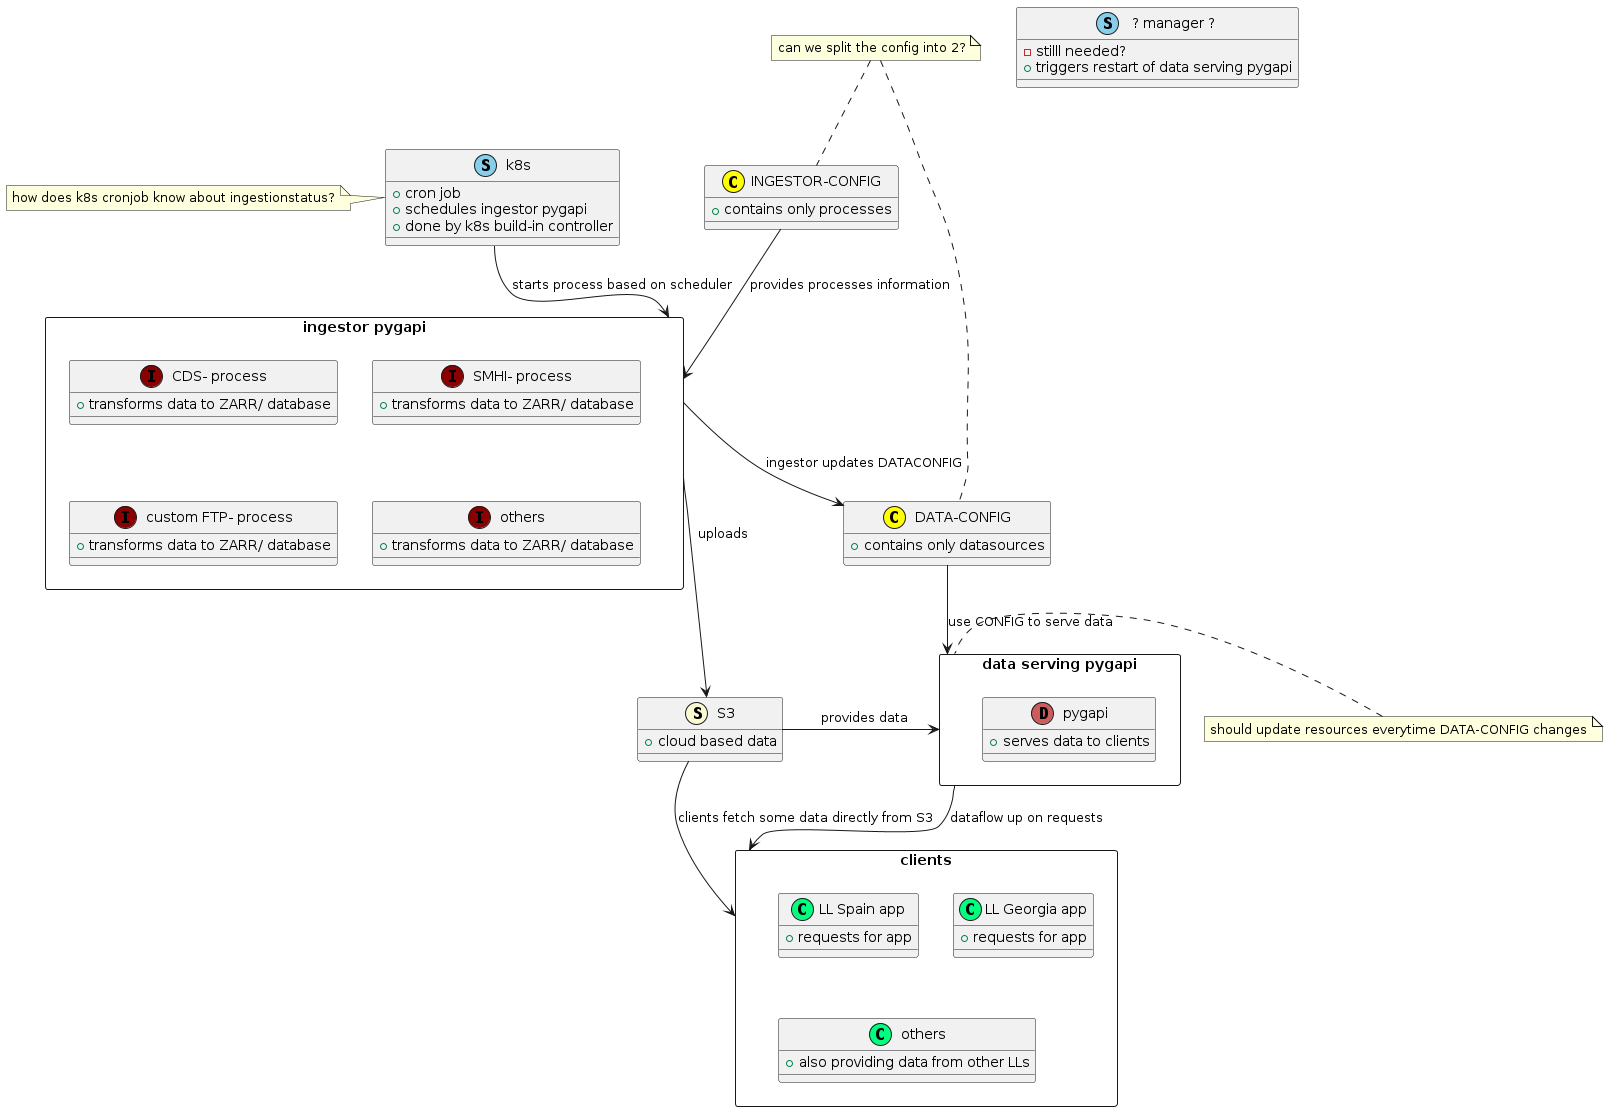 S ? manager ?
stilll needed?
triggers restart of data serving pygapi
can we split the config into 2?
S k8s
cron job
schedules ingestor pygapi
done by k8s build-in controller
how does k8s cronjob know about ingestionstatus?
C INGESTOR-CONFIG
contains only processes
starts process based on scheduler
provides processes information
ingestor pygapi
I CDS- process
transforms data to ZARR/ database
I SMHI- process
transforms data to ZARR/ database
I custom FTP- process
transforms data to ZARR/ database
I others
transforms data to ZARR/ database
ingestor updates DATACONFIG
uploads
C DATA-CONFIG
contains only datasources
use CONFIG to serve data
data serving pygapi
D pygapi
serves data to clients
should update resources everytime DATA-CONFIG changes
S S3
cloud based data
provides data
clients fetch some data directly from S3
dataflow up on requests
clients
C LL Spain app
requests for app
C LL Georgia app
requests for app
C others
also providing data from other LLs